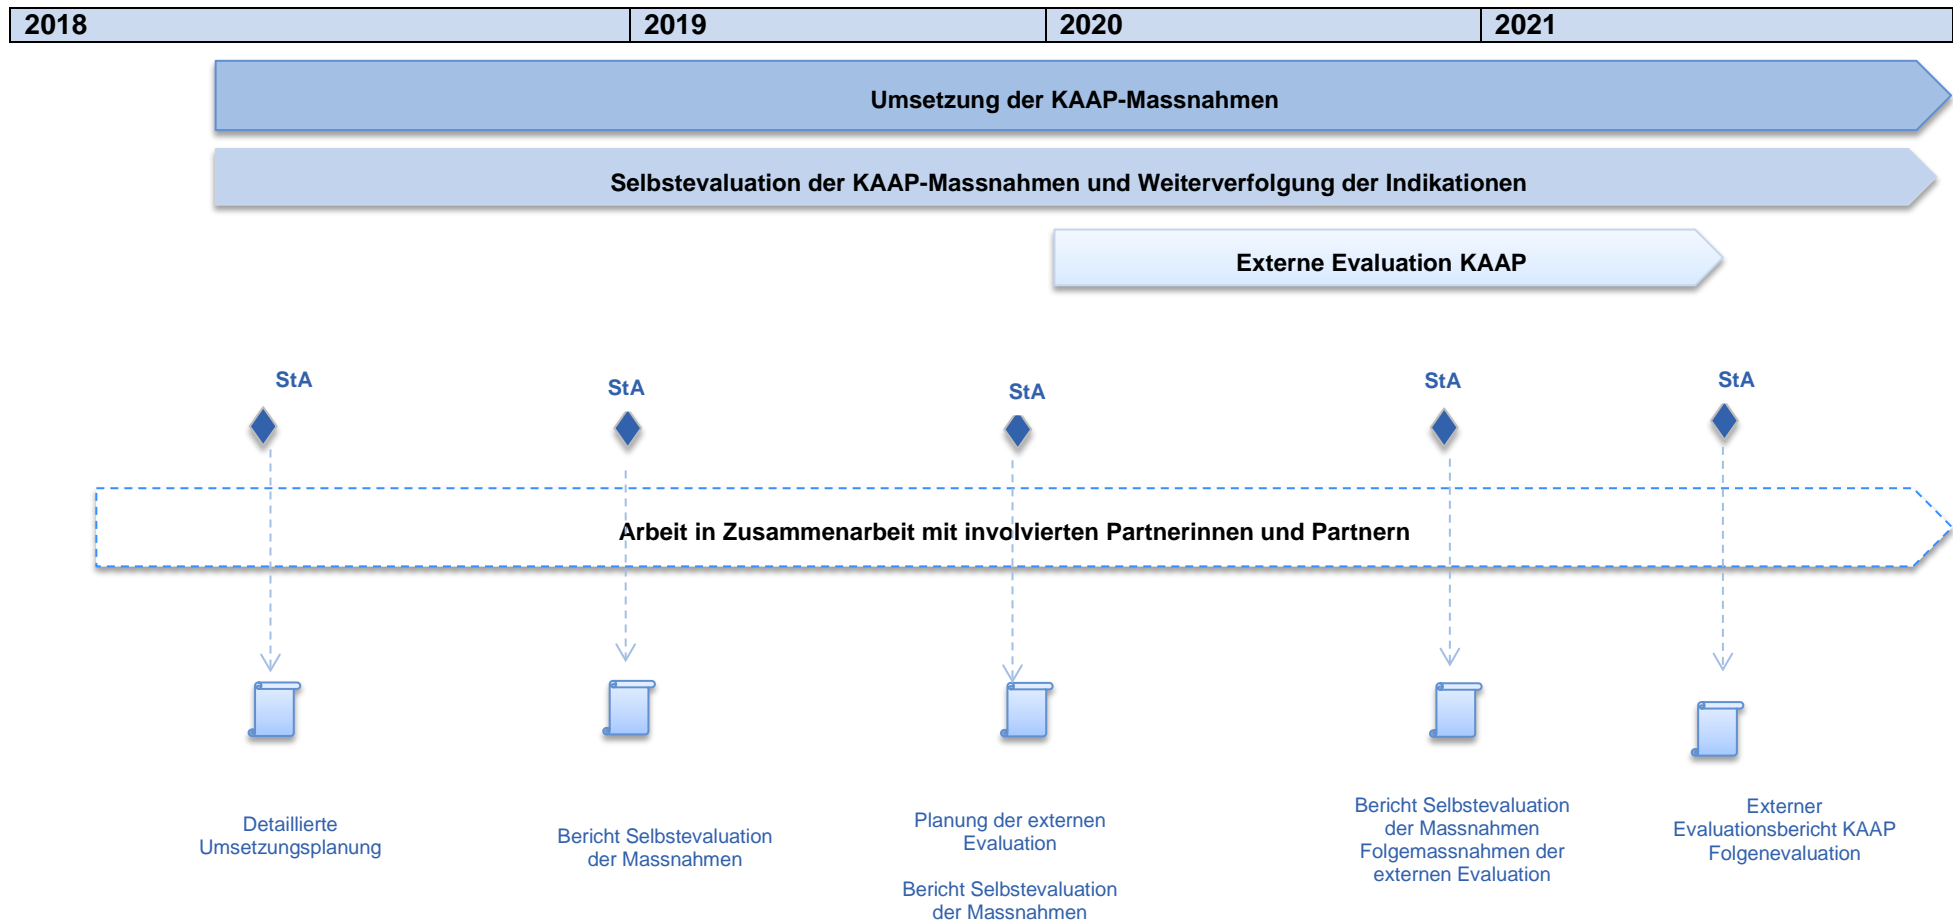 2018 2019 2020 2021
Umsetzung der KAAP-Massnahmen
Selbstevaluation der KAAP-Massnahmen und Weiterverfolgung der Indikationen
Externe Evaluation KAAP
StA StA StA StA StA
Arbeit in Zusammenarbeit mit involvierten Partnerinnen und Partnern
Detaillierte
Umsetzungsplanung
Bericht Selbstevaluation
der Massnahmen
Planung der externen
Evaluation
Bericht Selbstevaluation
der Massnahmen
Bericht Selbstevaluation
der Massnahmen
Folgemassnahmen der
externen Evaluation
Externer
Evaluationsbericht KAAP
Folgenevaluation